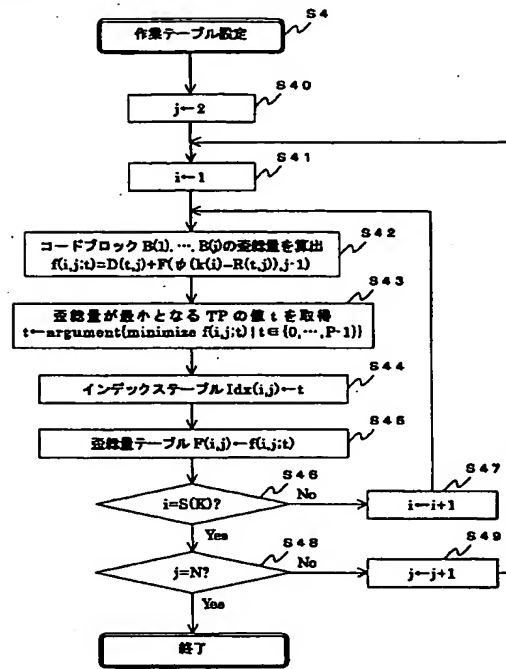 S4
作業テーブル設定
S40
j←2
S41
i←1
S42
コードブロック B(1),…,B(j)の歪総量を算出
f(i,j;t)=D(t,j)+F(ψ(k(i)−R(t,j)),j-1)
S43
歪総量が最小となる TP の値 t を取得
t←argument{minimize f(i,j;t)|t∈{0,…,P-1}}
S44
インデックステーブル Idx(i,j)←t
S45
歪総量テーブル F(i,j)←f(i,j;t)
S46
i=S(K)?
No
S47
i←i+1
Yes
S48
j=N?
No
S49
j←j+1
Yes
終了